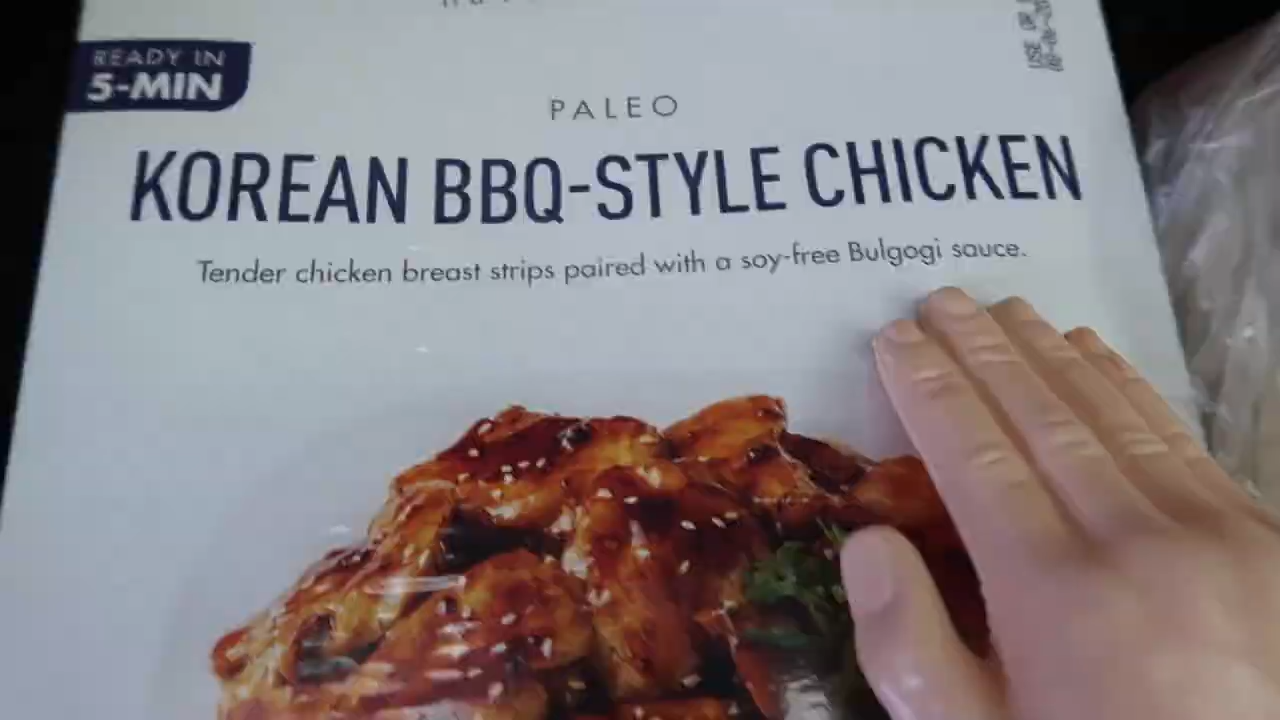 READY IN
5-MIN
PALEO
KOREAN BBQ-STYLE CHICKEN
Tender chicken breast strips paired with a soy-free Bulgogi sauce.